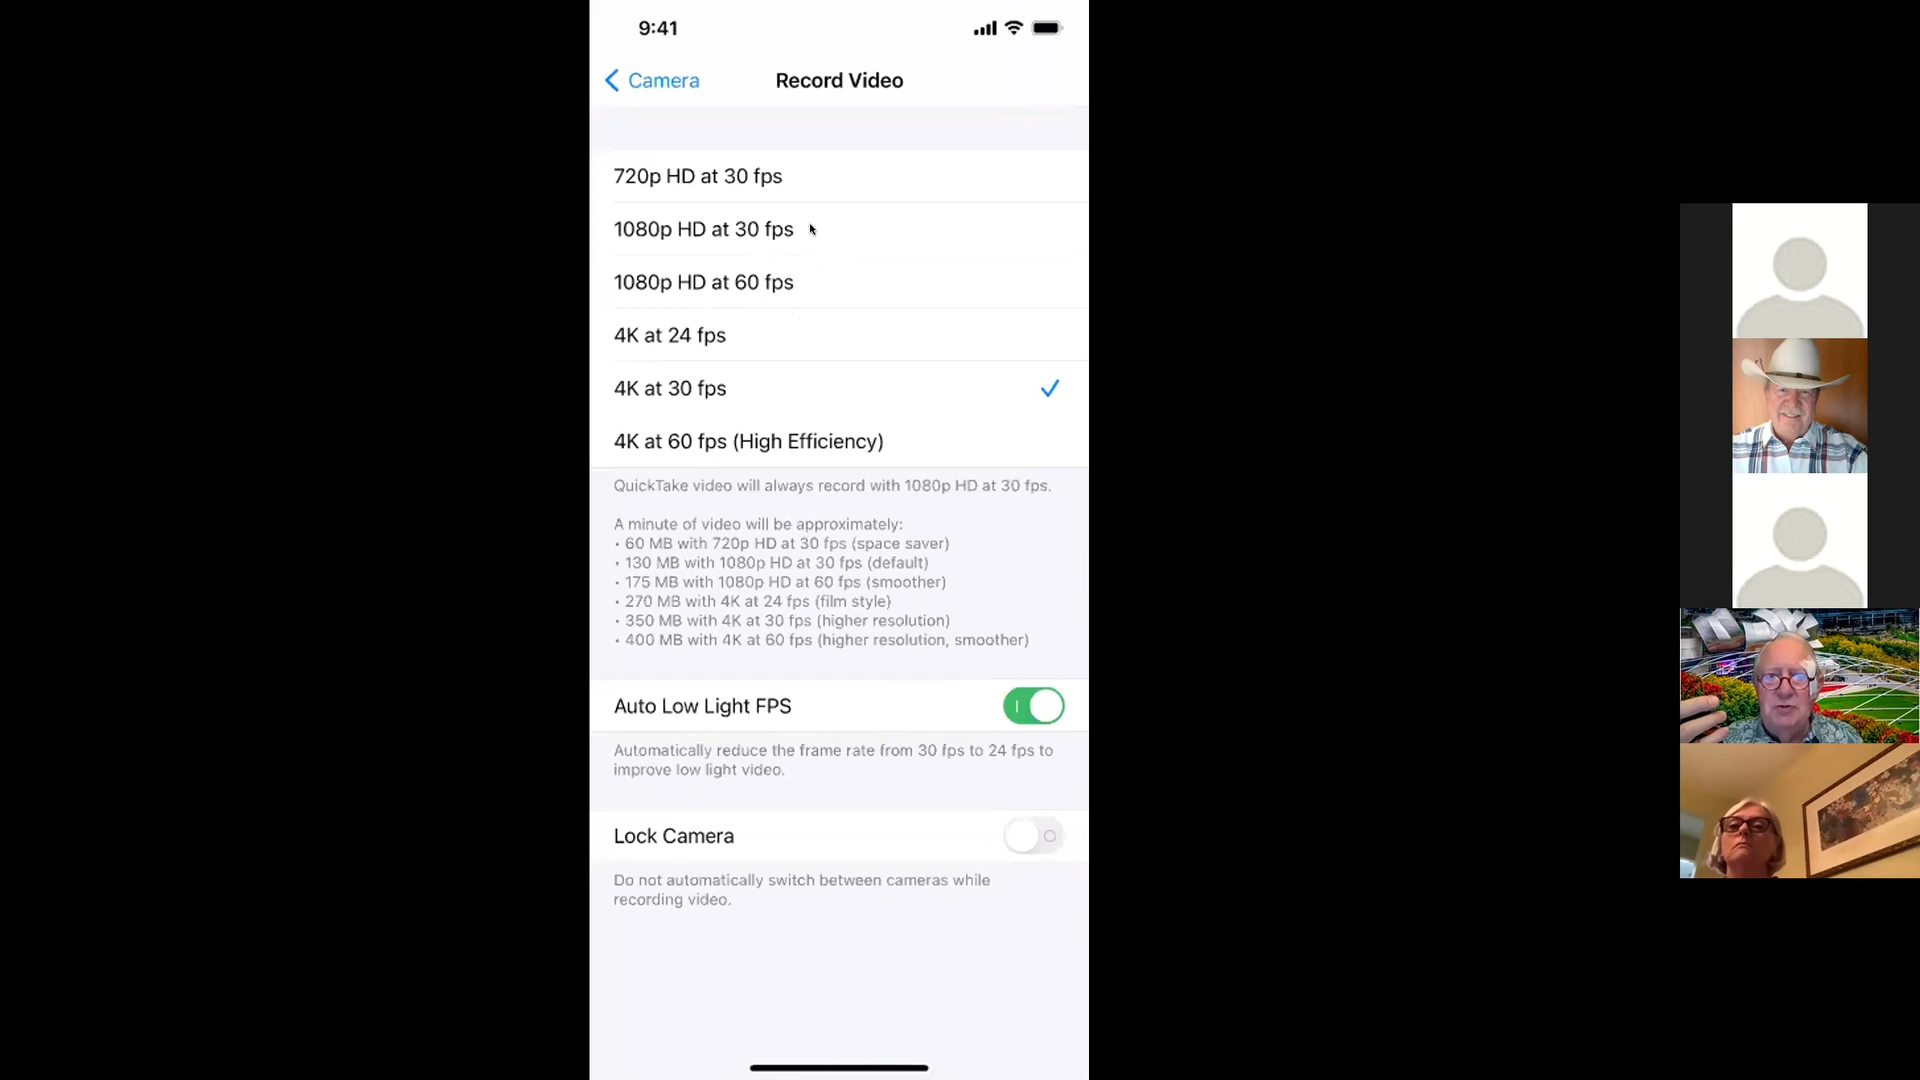 9:41
Camera
Record Video
720p HD at 30 fps
1080p HD at 30 fps
1080p HD at 60 fps
4K at 24 fps
4K at 30 fps
4K at 60 fps (High Efficiency)
QuickTake video will always record with 1080p HD at 30 fps.
A minute of video will be approximately:
• 60 MB with 720p HD at 30 fps (space saver)
• 130 MB with 1080p HD at 30 fps (default)
• 175 MB with 1080p HD at 60 fps (smoother)
• 270 MB with 4K at 24 fps (film style)
• 350 MB with 4K at 30 fps (higher resolution)
• 400 MB with 4K at 60 fps (higher resolution, smoother)
Auto Low Light FPS
Automatically reduce the frame rate from 30 fps to 24 fps to
improve low light video.
Lock Camera
Do not automatically switch between cameras while
recording video.